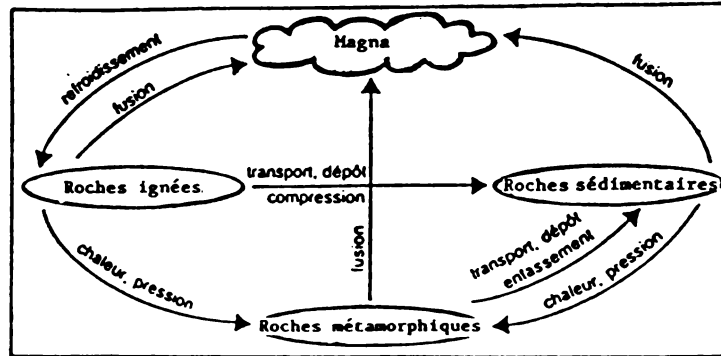 Magna
refroidissement
fusion
fusion
Roches ignées
transport, dépôt
compression
Roches sédimentaires
fusion
chaleur, pression
transport, dépôt
entassement
chaleur, pression
Roches métamorphiques